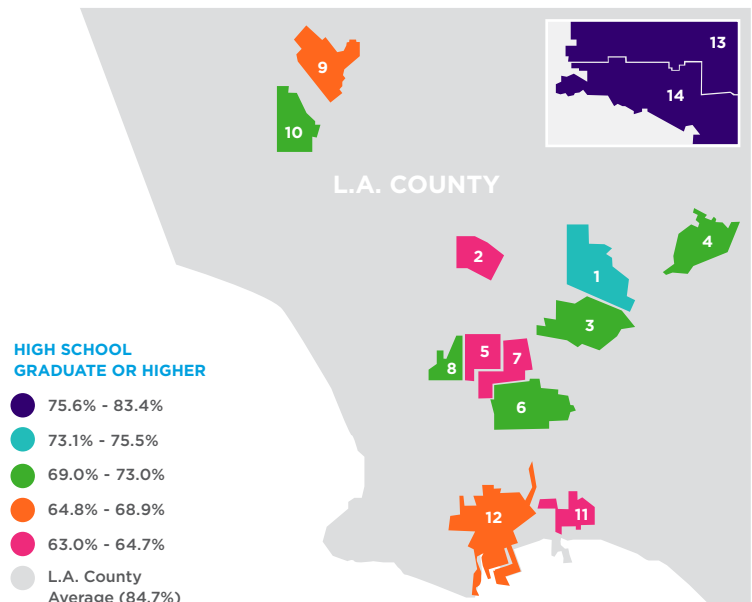 13
9
14
10
L.A. COUNTY
4
2
1
3
HIGH SCHOOL
GRADUATE OR HIGHER
5
7
8
6
75.6% - 83.4%
73.1% - 75.5%
69.0% - 73.0%
64.8% - 68.9%
12
11
63.0% - 64.7%
L.A. County
Average (84.7%)